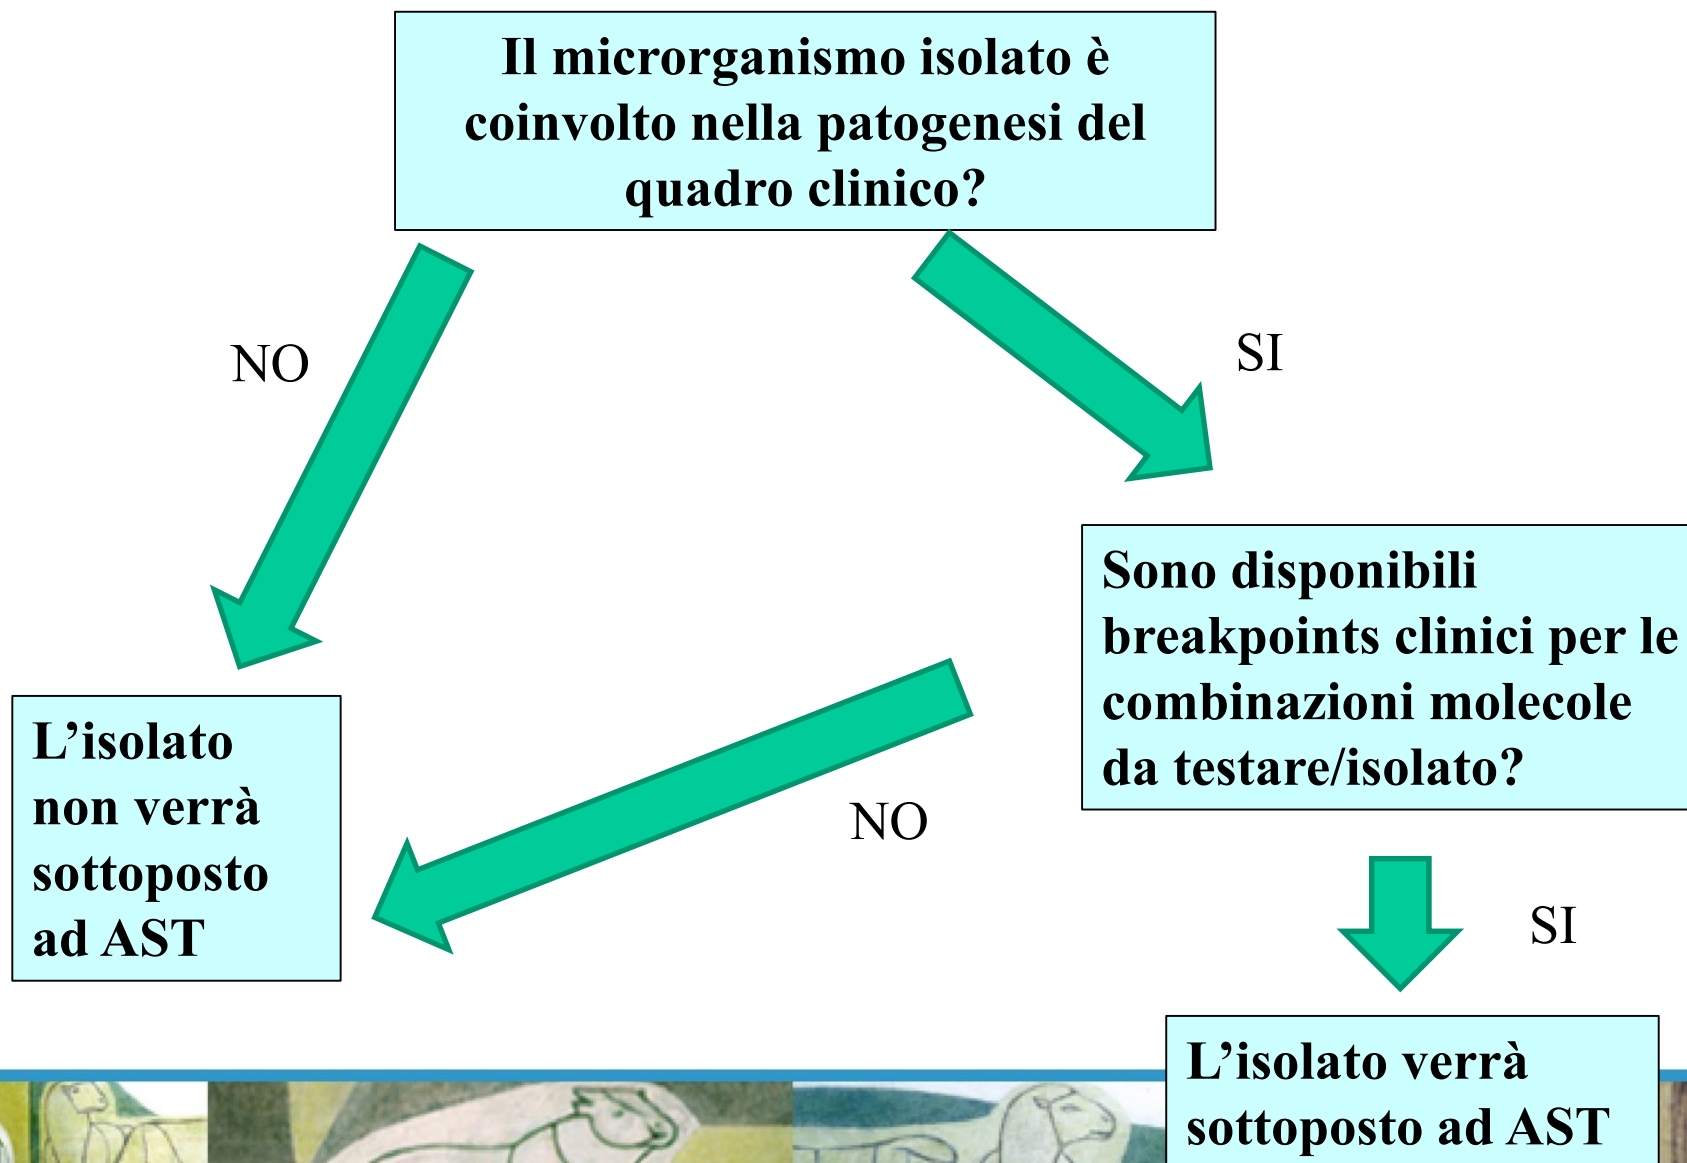 Il microrganismo isolato è
coinvolto nella patogenesi del
quadro clinico?
NO
SI
Sono disponibili
breakpoints clinici per le
combinazioni molecole
da testare/isolato?
L’isolato
non verrà
sottoposto
ad AST
NO
SI
L’isolato verrà
sottoposto ad AST